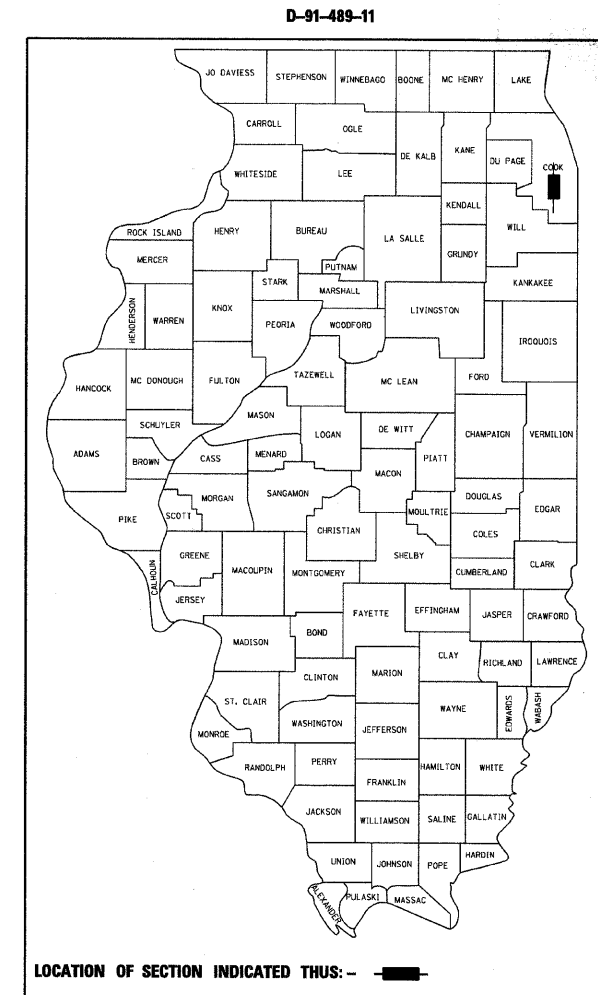 D-91-489-11
JO DAVIESS
STEPHENSON
WINNEBAGO
BOONE
MC HENRY
LAKE
CARROLL
OGLE
DE KALB
KANE
DU PAGE
COOK
WHITESIDE
LEE
KENDALL
WILL
ROCK ISLAND
HENRY
BUREAU
LA SALLE
GRUNDY
MERCER
PUTNAM
STARK
MARSHALL
KANKAKEE
HENDERSON
WARREN
KNOX
PEORIA
WOODFORD
LIVINGSTON
IROQUOIS
HANCOCK
MC DONOUGH
FULTON
TAZEWELL
MC LEAN
FORD
SCHUYLER
MASON
LOGAN
DE WITT
PIATT
CHAMPAIGN
VERMILION
ADAMS
BROWN
CASS
MENARD
MACON
PIKE
SCOTT
MORGAN
SANGAMON
CHRISTIAN
MOULTRIE
DOUGLAS
EDGAR
COLES
CALHOUN
GREENE
MACOUPIN
MONTGOMERY
SHELBY
CUMBERLAND
CLARK
JERSEY
FAYETTE
EFFINGHAM
JASPER
CRAWFORD
MADISON
BOND
CLAY
RICHLAND
LAWRENCE
CLINTON
MARION
ST. CLAIR
WAYNE
EDWARDS
WABASH
WASHINGTON
JEFFERSON
MONROE
RANDOLPH
PERRY
HAMILTON
WHITE
FRANKLIN
JACKSON
WILLIAMSON
SALINE
GALLATIN
UNION
JOHNSON
POPE
HARDIN
ALEXANDER
PULASKI
MASSAC
LOCATION OF SECTION INDICATED THUS: -